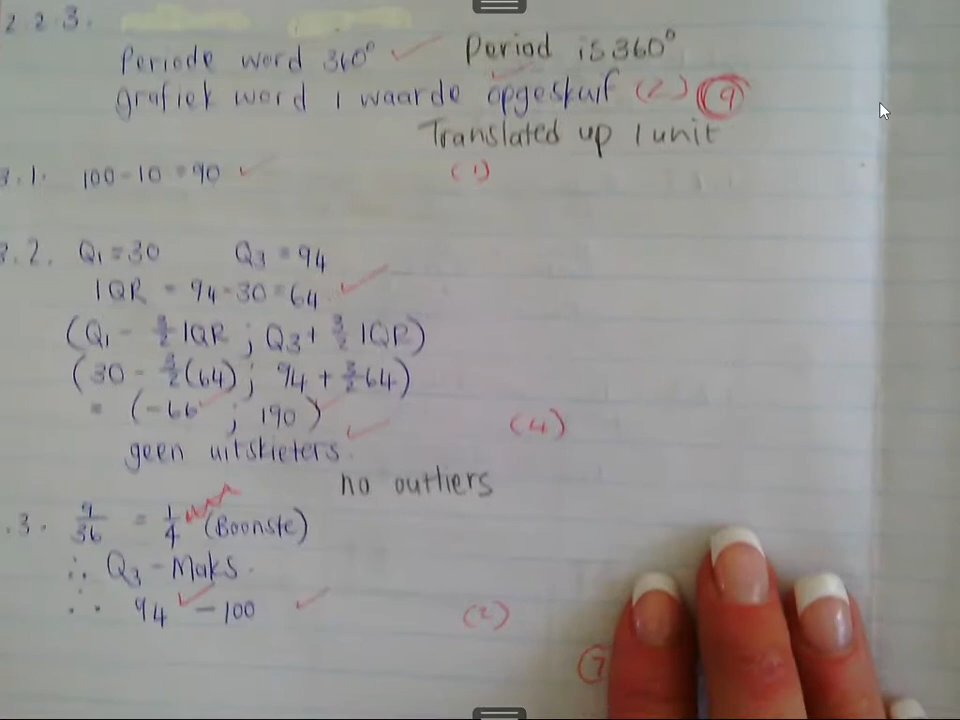 2.2.3.
Periode word 360° Period is 360°
grafiek word 1 waarde opgeskuif (2) 9
Translated up 1 unit
3.1. 100 - 10 = 90 (1)
3.2. Q1 = 30 Q3 = 94
IQR = 94 - 30 = 64
(Q1 - 3/2 IQR ; Q3 + 3/2 IQR)
(30 - 3/2(64) ; 94 + 3/2 64)
= (-66 ; 190)
(4)
geen uitskieters.
no outliers
.3. 9/36 = 1/4 (Boonste)
∴ Q3 - Maks.
∴ 94 - 100 (2)
7